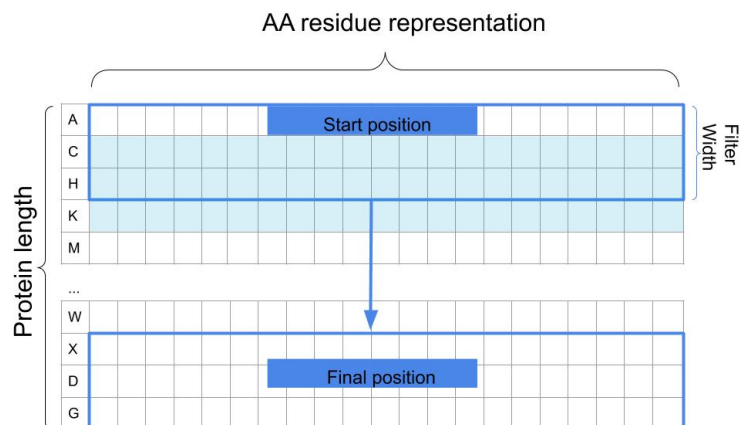 AA residue representation
A
Start position
C
H
K
M
...
W
X
D
Final position
G
Protein length
Filter
Width